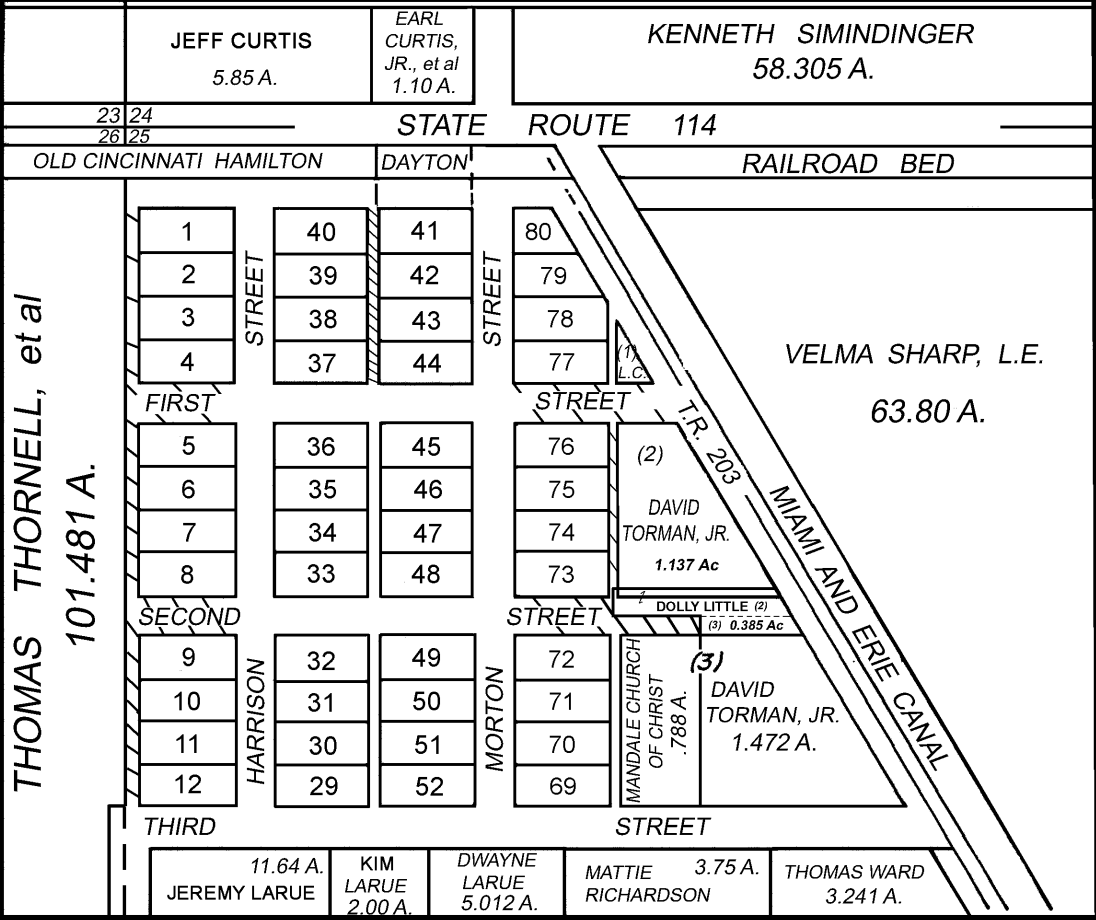 JEFF CURTIS
5.85 A.
EARL
CURTIS,
JR., et al
1.10 A.
KENNETH SIMINDINGER
58.305 A.
23 24
26 25
STATE ROUTE 114
OLD CINCINNATI HAMILTON DAYTON RAILROAD BED
THOMAS THORNELL, et al
101.481 A.
1 40 41 80
2 39 42 79
3 38 43 78
4 37 44 77
STREET
STREET
(1)
L.C.
VELMA SHARP, L.E.
63.80 A.
FIRST STREET
T.R. 203
MIAMI AND ERIE CANAL
5 36 45 76
6 35 46 75
7 34 47 74
8 33 48 73
(2)
DAVID
TORMAN, JR.
1.137 Ac
DOLLY LITTLE (2)
(3) 0.385 Ac
SECOND STREET
9 32 49 72
10 31 50 71
11 30 51 70
12 29 52 69
HARRISON
MORTON
MANDALE CHURCH
OF CHRIST
.788 A.
(3)
DAVID
TORMAN, JR.
1.472 A.
THIRD STREET
11.64 A.
JEREMY LARUE
KIM
LARUE
2.00 A.
DWAYNE
LARUE
5.012 A.
MATTIE 3.75 A.
RICHARDSON
THOMAS WARD
3.241 A.